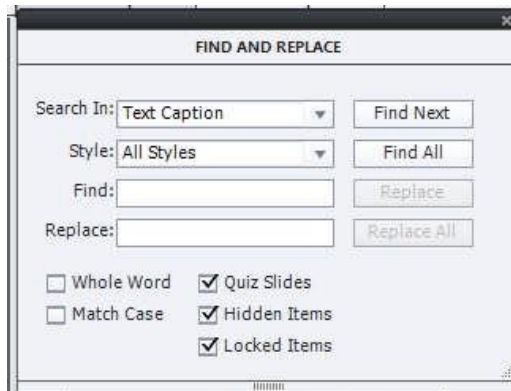 FIND AND REPLACE
Search In: Text Caption Find Next
Style: All Styles Find All
Find: Replace
Replace: Replace All
Whole Word Quiz Slides
Match Case Hidden Items
Locked Items